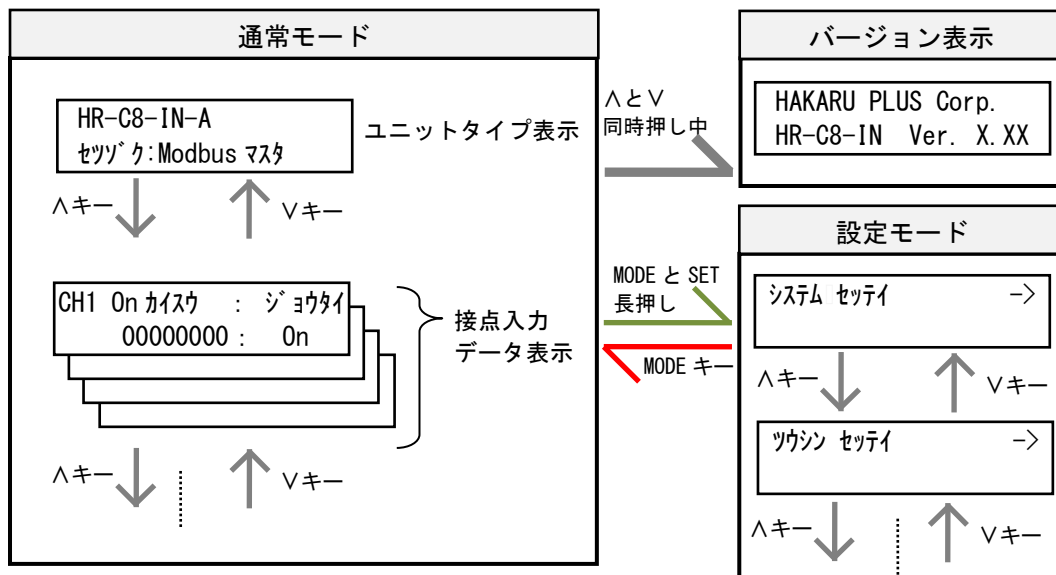 通常モード
HR-C8-IN-A
ｾﾂｿﾞｸ:Modbus ﾏｽﾀ
ユニットタイプ表示
∧キー
∨キー
CH1 On ｶｲｽｳ : ｼﾞｮｳﾀｲ
00000000 : On
接点入力
データ表示
∧キー
∨キー
∧と∨
同時押し中
MODE と SET
長押し
MODE キー
バージョン表示
HAKARU PLUS Corp.
HR-C8-IN Ver. X.XX
設定モード
ｼｽﾃﾑ ｾｯﾃｲ ->
∧キー
∨キー
ﾂｳｼﾝ ｾｯﾃｲ ->
∧キー
∨キー